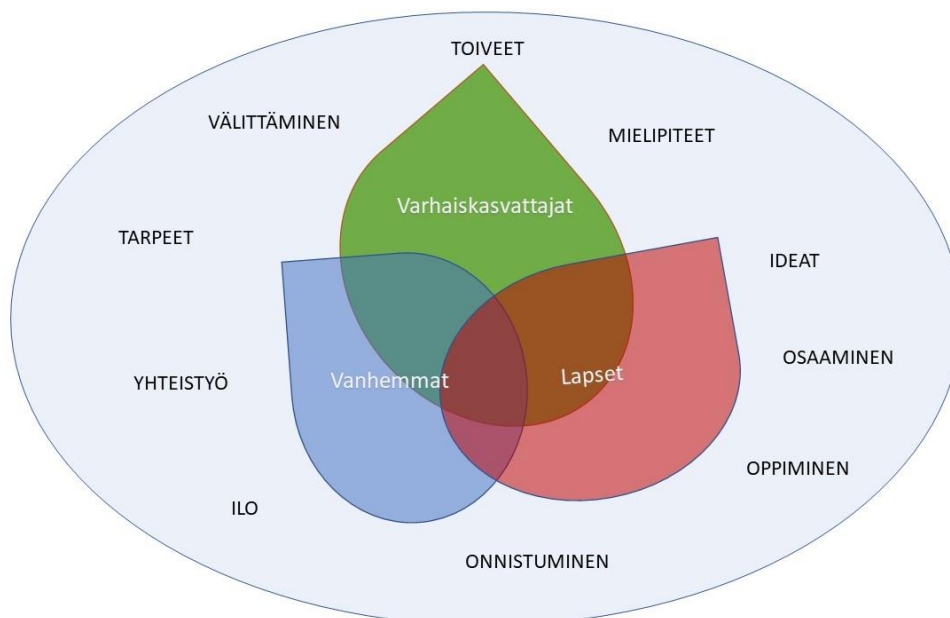 TOIVEET
VÄLITTÄMINEN
MIELIPITEET
Varhaiskasvattajat
TARPEET
IDEAT
OSAAMINEN
YHTEISTYÖ
Vanhemmat
Lapset
OPPIMINEN
ILO
ONNISTUMINEN